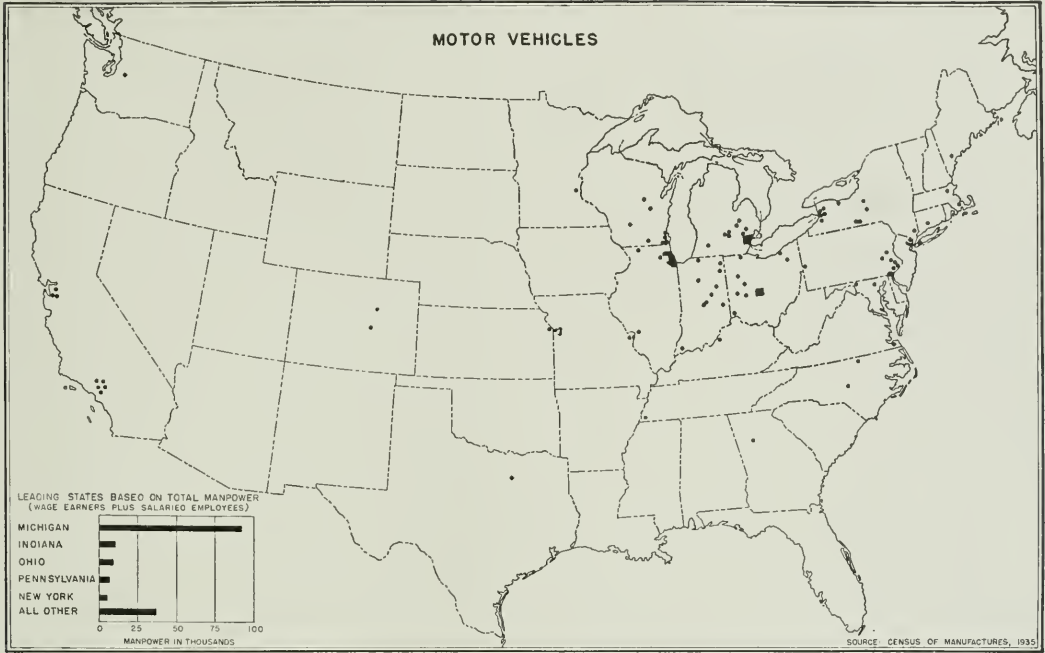 MOTOR VEHICLES
LEADING STATES BASED ON TOTAL MANPOWER
(WAGE EARNERS PLUS SALARIED EMPLOYEES)
MICHIGAN
INDIANA
OHIO
PENNSYLVANIA
NEW YORK
ALL OTHER
0 25 50 75 100
MANPOWER IN THOUSANDS
SOURCE: CENSUS OF MANUFACTURES, 1935